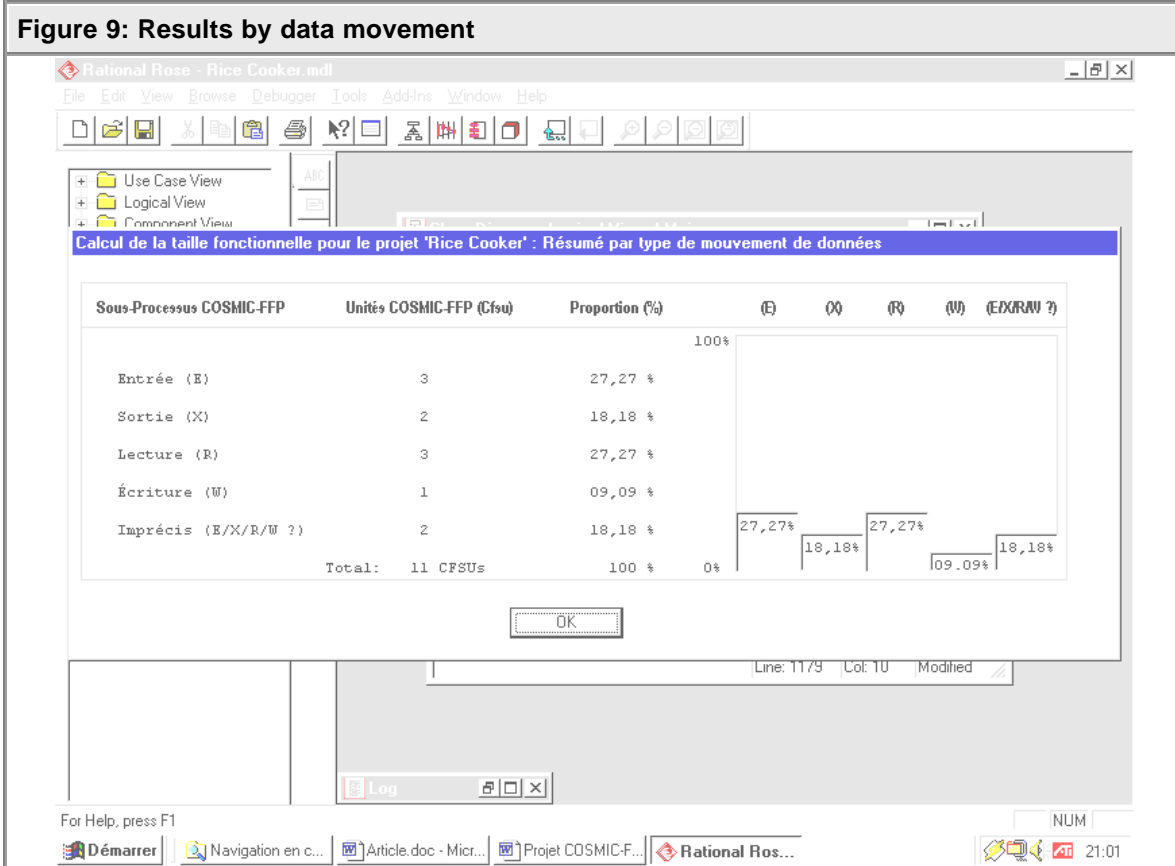 Figure 9: Results by data movement
Rational Rose - Rice Cooker.mdl
File Edit View Browse Debugger Tools Add-Ins Window Help
ABC
Use Case View
Logical View
Component View
Calcul de la taille fonctionnelle pour le projet 'Rice Cooker' : Résumé par type de mouvement de données
Sous-Processus COSMIC-FFP Unités COSMIC-FFP (Cfsu) Proportion (%) (E) (X) (R) (W) (E/X/R/W ?)
100%
Entrée (E) 3 27,27 %
Sortie (X) 2 18,18 %
Lecture (R) 3 27,27 %
Écriture (W) 1 09,09 %
Imprécis (E/X/R/W ?) 2 18,18 % 27,27% 27,27%
18,18% 18,18%
Total: 11 CFSUs 100 % 0% 09.09%
OK
Line: 1179 Col: 10 Modified
Log
For Help, press F1 NUM
Démarrer Navigation en c... Article.doc - Micr... Projet COSMIC-F... Rational Ros... 21:01